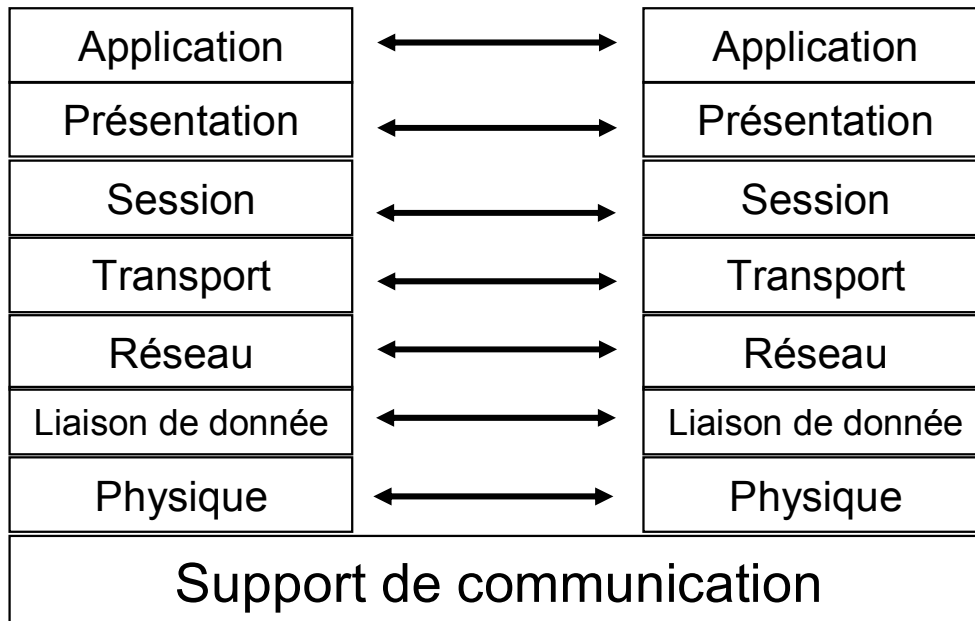 Application
Application
Présentation
Présentation
Session
Session
Transport
Transport
Réseau
Réseau
Liaison de donnée
Liaison de donnée
Physique
Physique
Support de communication